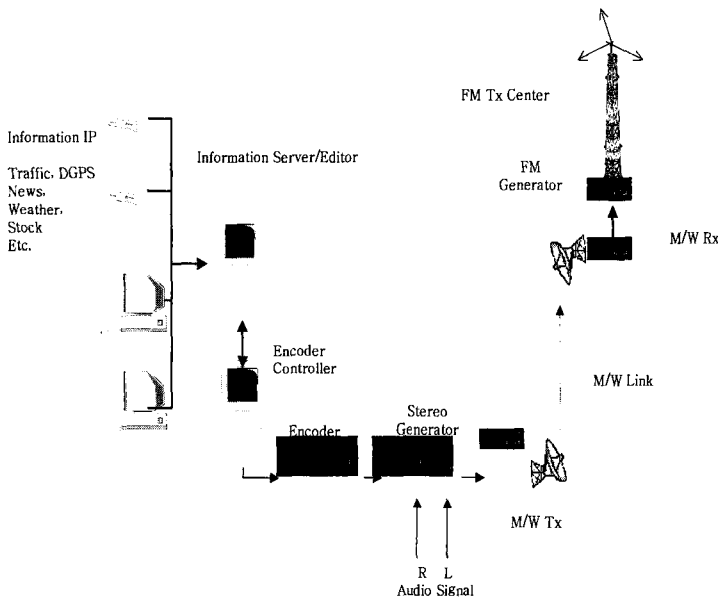 Information IP
Traffic, DGPS
News,
Weather,
Stock
Etc.
Information Server/Editor
Encoder
Controller
Encoder
Stereo
Generator
R L
Audio Signal
M/W Tx
M/W Link
M/W Rx
FM
Generator
FM Tx Center